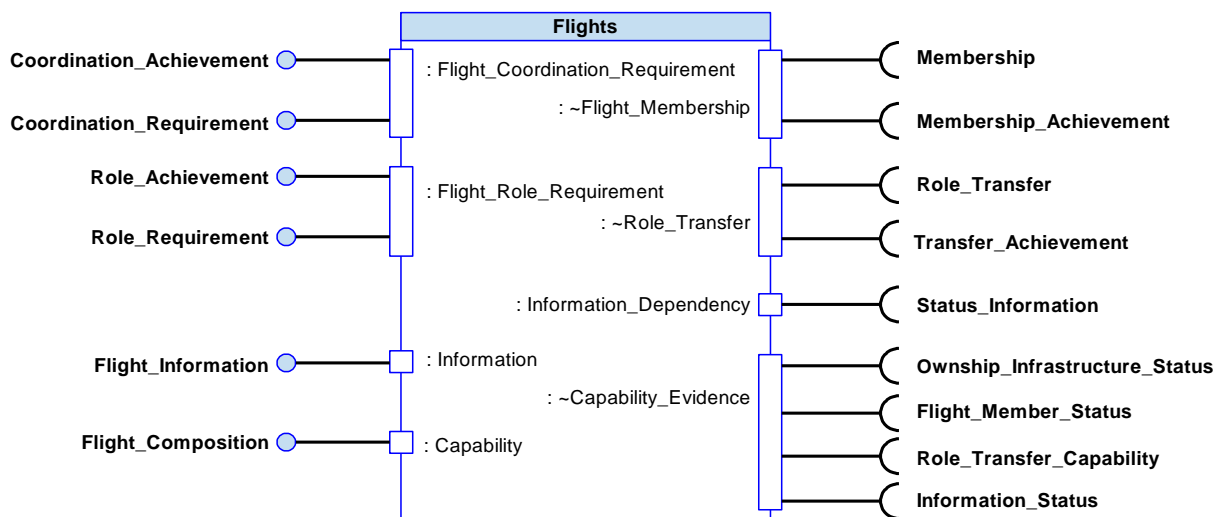 Flights
Coordination_Achievement
: Flight_Coordination_Requirement
Membership
: ~Flight_Membership
Coordination_Requirement
Membership_Achievement
Role_Achievement
: Flight_Role_Requirement
Role_Transfer
: ~Role_Transfer
Role_Requirement
Transfer_Achievement
: Information_Dependency
Status_Information
Flight_Information
: Information
Ownship_Infrastructure_Status
: ~Capability_Evidence
Flight_Member_Status
Flight_Composition
: Capability
Role_Transfer_Capability
Information_Status